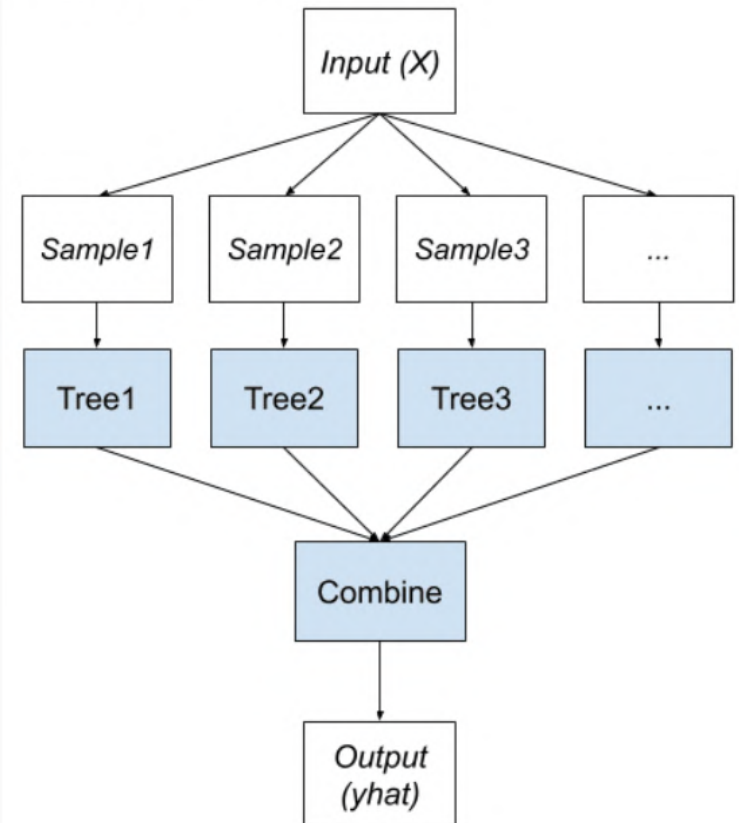 Input (X)
Sample1
Sample2
Sample3
...
Tree1
Tree2
Tree3
...
Combine
Output
(yhat)